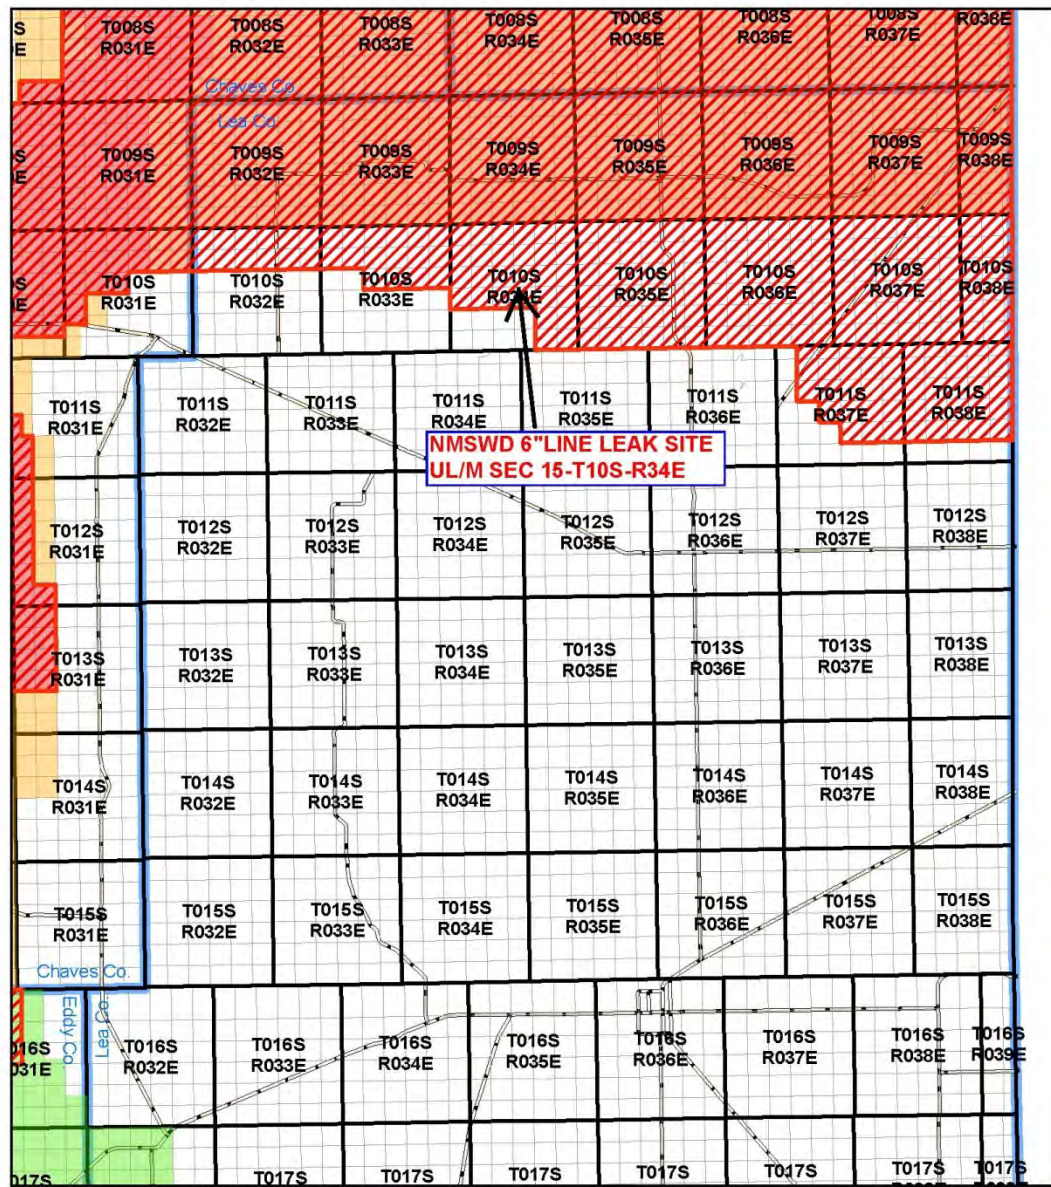 S T008S T008S T008S T008S T008S T008S T008S R038E
E R031E R032E R033E R034E R035E R036E R037E
Chaves Co.
Lea Co.
S T009S T009S T009S T009S T009S T009S T009S T009S
E R031E R032E R033E R034E R035E R036E R037E R038E
S T010S T010S T010S T010S T010S T010S T010S T010S
E R031E R032E R033E R034E R035E R036E R037E R038E
T011S T011S T011S T011S T011S T011S T011S T011S
R031E R032E R033E R034E R035E R036E R037E R038E
NMSWD 6"LINE LEAK SITE
UL/M SEC 15-T10S-R34E
T012S T012S T012S T012S T012S T012S T012S T012S
R031E R032E R033E R034E R035E R036E R037E R038E
T013S T013S T013S T013S T013S T013S T013S T013S
R031E R032E R033E R034E R035E R036E R037E R038E
T014S T014S T014S T014S T014S T014S T014S T014S
R031E R032E R033E R034E R035E R036E R037E R038E
T015S T015S T015S T015S T015S T015S T015S T015S
R031E R032E R033E R034E R035E R036E R037E R038E
Chaves Co.
Eddy Co.
Lea Co.
016S T016S T016S T016S T016S T016S T016S T016S T016S
031E R032E R033E R034E R035E R036E R037E R038E R039E
017S T017S T017S T017S T017S T017S T017S T017S